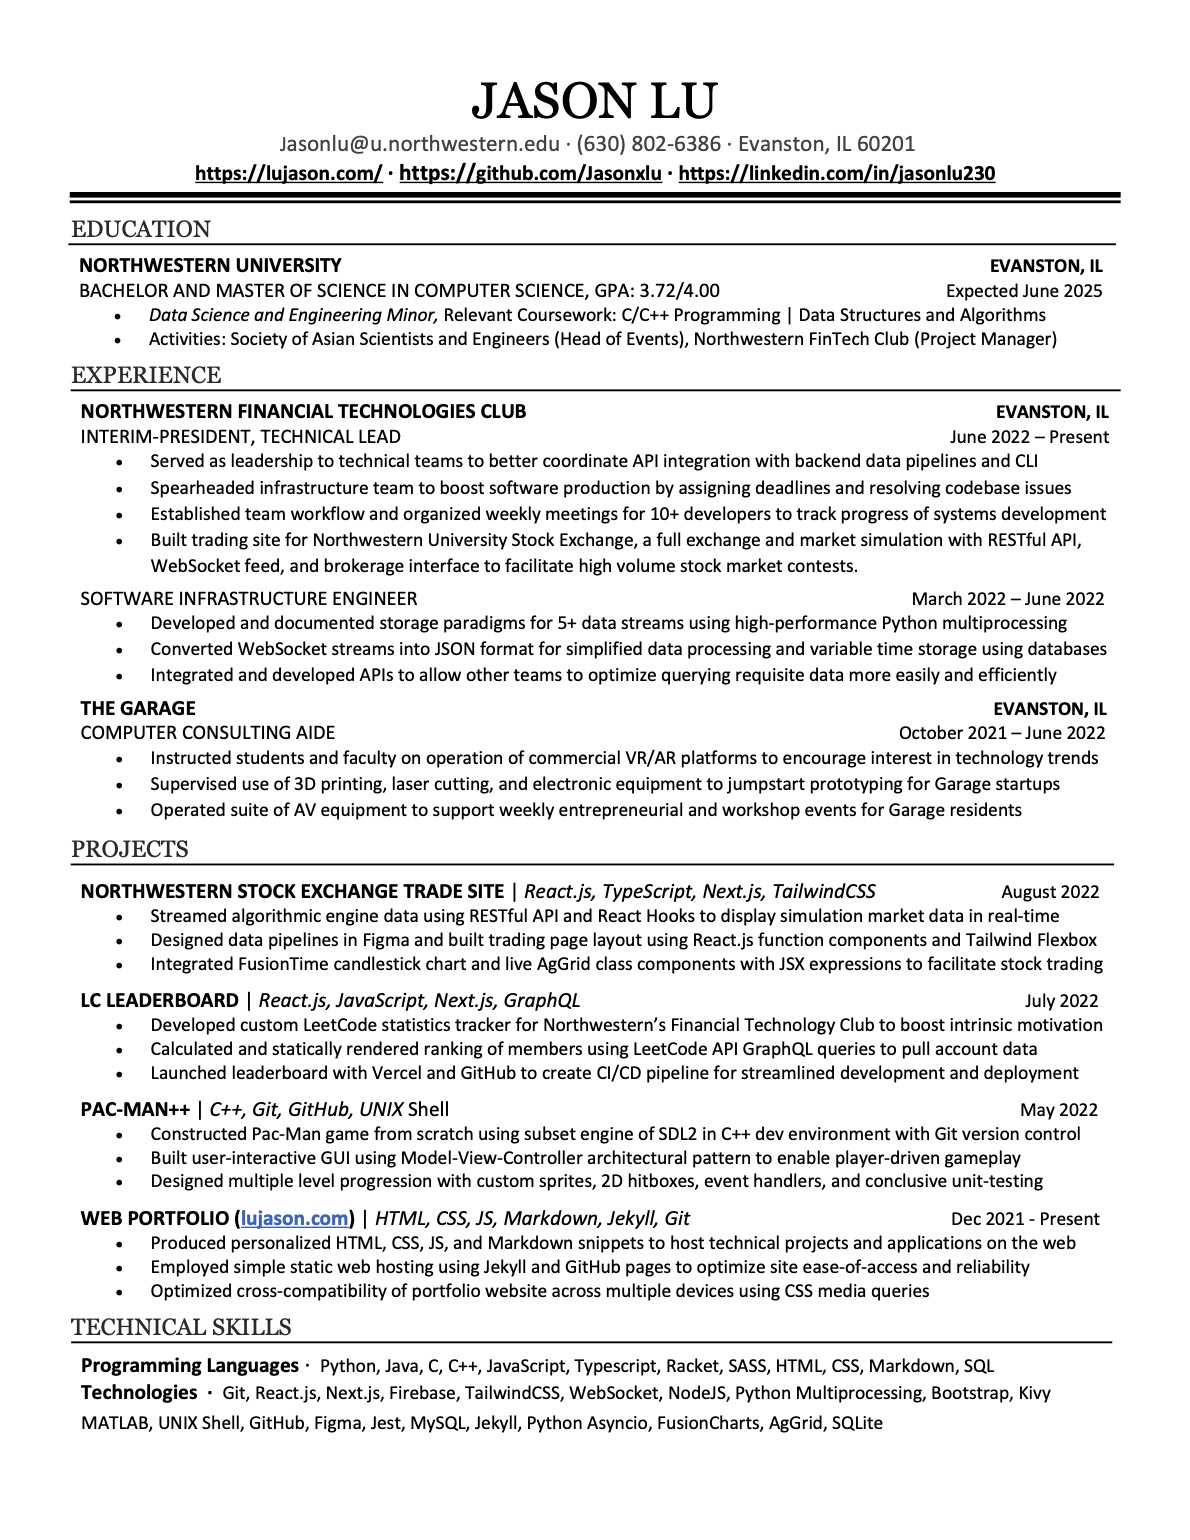 JASON LU
Jasonlu@u.northwestern.edu · (630) 802-6386 · Evanston, IL 60201
https://lujason.com/ · https://github.com/Jasonxlu · https://linkedin.com/in/jasonlu230
EDUCATION
NORTHWESTERN UNIVERSITY EVANSTON, IL
BACHELOR AND MASTER OF SCIENCE IN COMPUTER SCIENCE, GPA: 3.72/4.00 Expected June 2025
• Data Science and Engineering Minor, Relevant Coursework: C/C++ Programming | Data Structures and Algorithms
• Activities: Society of Asian Scientists and Engineers (Head of Events), Northwestern FinTech Club (Project Manager)
EXPERIENCE
NORTHWESTERN FINANCIAL TECHNOLOGIES CLUB EVANSTON, IL
INTERIM-PRESIDENT, TECHNICAL LEAD June 2022 – Present
• Served as leadership to technical teams to better coordinate API integration with backend data pipelines and CLI
• Spearheaded infrastructure team to boost software production by assigning deadlines and resolving codebase issues
• Established team workflow and organized weekly meetings for 10+ developers to track progress of systems development
• Built trading site for Northwestern University Stock Exchange, a full exchange and market simulation with RESTful API,
WebSocket feed, and brokerage interface to facilitate high volume stock market contests.
SOFTWARE INFRASTRUCTURE ENGINEER March 2022 – June 2022
• Developed and documented storage paradigms for 5+ data streams using high-performance Python multiprocessing
• Converted WebSocket streams into JSON format for simplified data processing and variable time storage using databases
• Integrated and developed APIs to allow other teams to optimize querying requisite data more easily and efficiently
THE GARAGE EVANSTON, IL
COMPUTER CONSULTING AIDE October 2021 – June 2022
• Instructed students and faculty on operation of commercial VR/AR platforms to encourage interest in technology trends
• Supervised use of 3D printing, laser cutting, and electronic equipment to jumpstart prototyping for Garage startups
• Operated suite of AV equipment to support weekly entrepreneurial and workshop events for Garage residents
PROJECTS
NORTHWESTERN STOCK EXCHANGE TRADE SITE | React.js, TypeScript, Next.js, TailwindCSS August 2022
• Streamed algorithmic engine data using RESTful API and React Hooks to display simulation market data in real-time
• Designed data pipelines in Figma and built trading page layout using React.js function components and Tailwind Flexbox
• Integrated FusionTime candlestick chart and live AgGrid class components with JSX expressions to facilitate stock trading
LC LEADERBOARD | React.js, JavaScript, Next.js, GraphQL July 2022
• Developed custom LeetCode statistics tracker for Northwestern’s Financial Technology Club to boost intrinsic motivation
• Calculated and statically rendered ranking of members using LeetCode API GraphQL queries to pull account data
• Launched leaderboard with Vercel and GitHub to create CI/CD pipeline for streamlined development and deployment
PAC-MAN++ | C++, Git, GitHub, UNIX Shell May 2022
• Constructed Pac-Man game from scratch using subset engine of SDL2 in C++ dev environment with Git version control
• Built user-interactive GUI using Model-View-Controller architectural pattern to enable player-driven gameplay
• Designed multiple level progression with custom sprites, 2D hitboxes, event handlers, and conclusive unit-testing
WEB PORTFOLIO (lujason.com) | HTML, CSS, JS, Markdown, Jekyll, Git Dec 2021 - Present
• Produced personalized HTML, CSS, JS, and Markdown snippets to host technical projects and applications on the web
• Employed simple static web hosting using Jekyll and GitHub pages to optimize site ease-of-access and reliability
• Optimized cross-compatibility of portfolio website across multiple devices using CSS media queries
TECHNICAL SKILLS
Programming Languages · Python, Java, C, C++, JavaScript, Typescript, Racket, SASS, HTML, CSS, Markdown, SQL
Technologies · Git, React.js, Next.js, Firebase, TailwindCSS, WebSocket, NodeJS, Python Multiprocessing, Bootstrap, Kivy
MATLAB, UNIX Shell, GitHub, Figma, Jest, MySQL, Jekyll, Python Asyncio, FusionCharts, AgGrid, SQLite